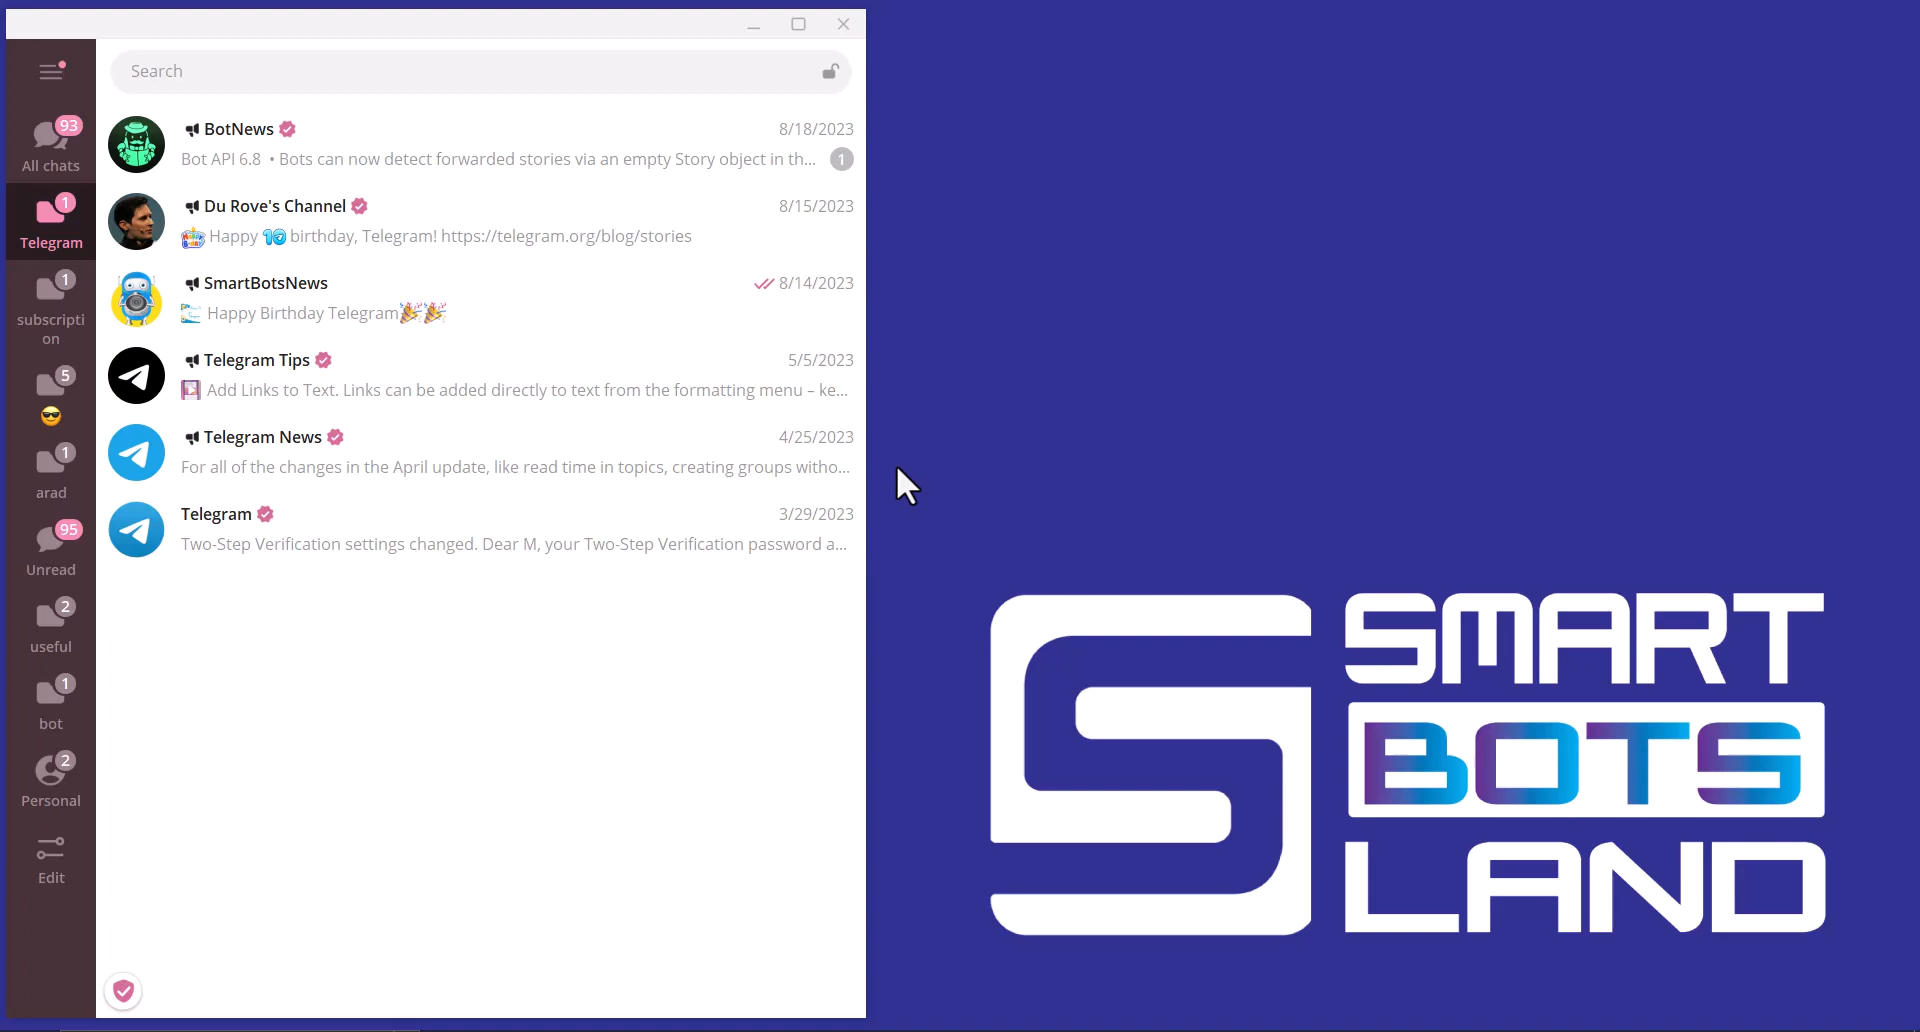 Search
93
All chats
1
Telegram
1
subscripti
on
5
1
arad
95
Unread
2
useful
1
bot
2
Personal
Edit
BotNews
8/18/2023
Bot API 6.8 • Bots can now detect forwarded stories via an empty Story object in th...
1
Du Rove's Channel
8/15/2023
Happy 10 birthday, Telegram! https://telegram.org/blog/stories
SmartBotsNews
8/14/2023
Happy Birthday Telegram🎉🎉
Telegram Tips
5/5/2023
Add Links to Text. Links can be added directly to text from the formatting menu – ke...
Telegram News
4/25/2023
For all of the changes in the April update, like read time in topics, creating groups witho...
Telegram
3/29/2023
Two-Step Verification settings changed. Dear M, your Two-Step Verification password a...
SMART
BOTS
LAND